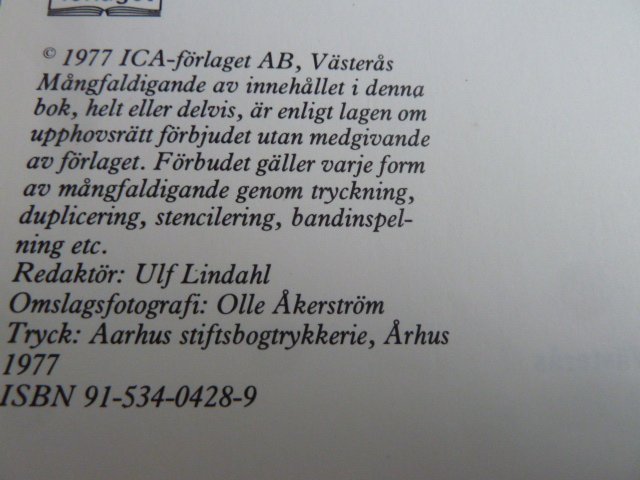 © 1977 ICA-förlaget AB, Västerås
Mångfaldigande av innehållet i denna
bok, helt eller delvis, är enligt lagen om
upphovsrätt förbjudet utan medgivande
av förlaget. Förbudet gäller varje form
av mångfaldigande genom tryckning,
duplicering, stencilering, bandinspel-
ning etc.
Redaktör: Ulf Lindahl
Omslagsfotografi: Olle Åkerström
Tryck: Aarhus stiftsbogtrykkerie, Århus
1977
ISBN 91-534-0428-9